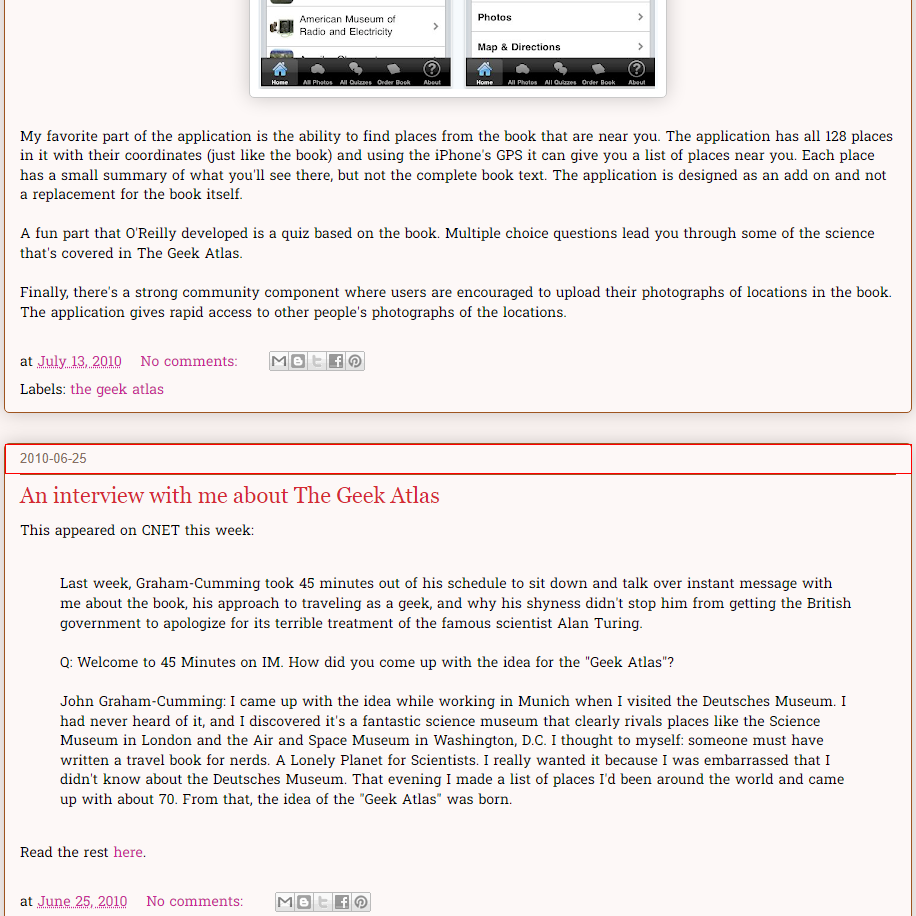 American Museum of
Radio and Electricity
Photos
Map & Directions
Home All Photos All Quizzes Order Book About
Home All Photos All Quizzes Order Book About
My favorite part of the application is the ability to find places from the book that are near you. The application has all 128 places
in it with their coordinates (just like the book) and using the iPhone's GPS it can give you a list of places near you. Each place
has a small summary of what you'll see there, but not the complete book text. The application is designed as an add on and not
a replacement for the book itself.
A fun part that O'Reilly developed is a quiz based on the book. Multiple choice questions lead you through some of the science
that's covered in The Geek Atlas.
Finally, there's a strong community component where users are encouraged to upload their photographs of locations in the book.
The application gives rapid access to other people's photographs of the locations.
at July 13, 2010 No comments:
Labels: the geek atlas
2010-06-25
An interview with me about The Geek Atlas
This appeared on CNET this week:
Last week, Graham-Cumming took 45 minutes out of his schedule to sit down and talk over instant message with
me about the book, his approach to traveling as a geek, and why his shyness didn't stop him from getting the British
government to apologize for its terrible treatment of the famous scientist Alan Turing.
Q: Welcome to 45 Minutes on IM. How did you come up with the idea for the "Geek Atlas"?
John Graham-Cumming: I came up with the idea while working in Munich when I visited the Deutsches Museum. I
had never heard of it, and I discovered it's a fantastic science museum that clearly rivals places like the Science
Museum in London and the Air and Space Museum in Washington, D.C. I thought to myself: someone must have
written a travel book for nerds. A Lonely Planet for Scientists. I really wanted it because I was embarrassed that I
didn't know about the Deutsches Museum. That evening I made a list of places I'd been around the world and came
up with about 70. From that, the idea of the "Geek Atlas" was born.
Read the rest here.
at June 25, 2010 No comments: